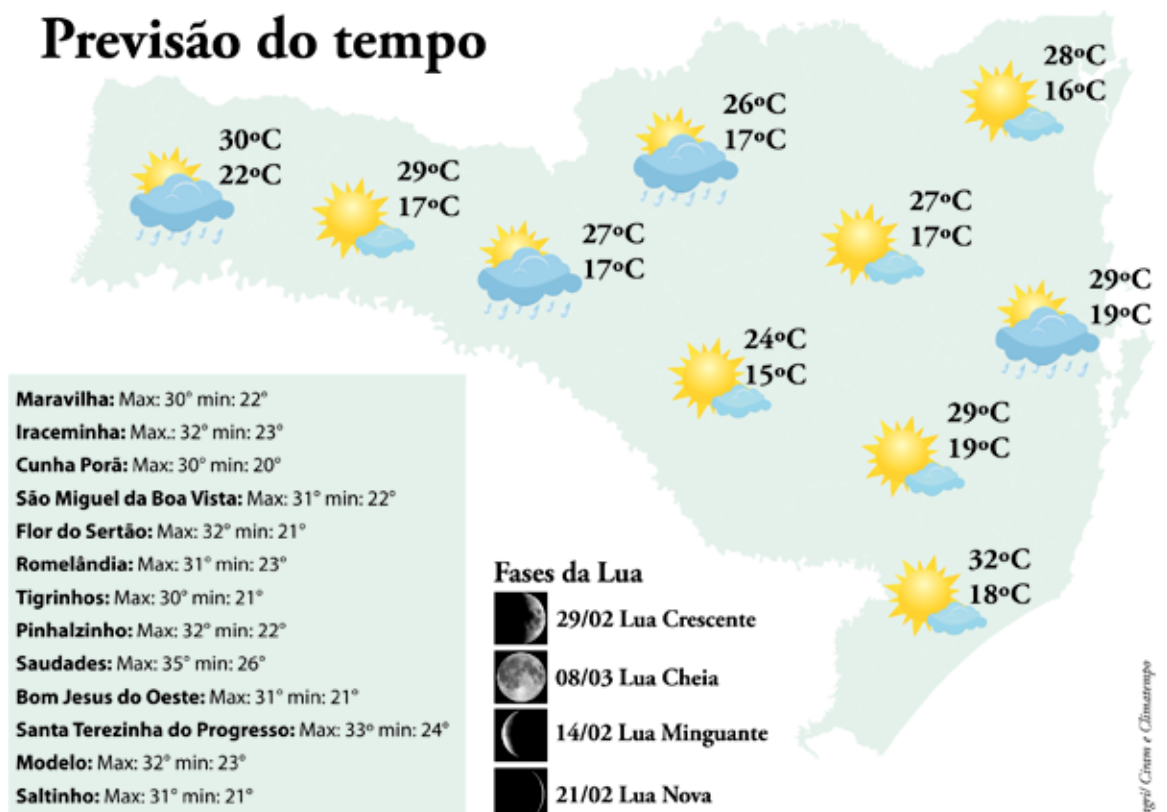 Previsão do tempo
30ºC
22ºC
29ºC
17ºC
27ºC
17ºC
26ºC
17ºC
28ºC
16ºC
27ºC
17ºC
29ºC
19ºC
24ºC
15ºC
29ºC
19ºC
32ºC
18ºC
Maravilha: Max: 30° min: 22°
Iraceminha: Max.: 32° min: 23°
Cunha Porã: Max: 30° min: 20°
São Miguel da Boa Vista: Max: 31° min: 22°
Flor do Sertão: Max: 32° min: 21°
Romelândia: Max: 31° min: 23°
Tigrinhos: Max: 30° min: 21°
Pinhalzinho: Max: 32° min: 22°
Saudades: Max: 35° min: 26°
Bom Jesus do Oeste: Max: 31° min: 21°
Santa Terezinha do Progresso: Max: 33º min: 24°
Modelo: Max: 32° min: 23°
Saltinho: Max: 31° min: 21°
Fases da Lua
29/02 Lua Crescente
08/03 Lua Cheia
14/02 Lua Minguante
21/02 Lua Nova
Ciram e Climatempo